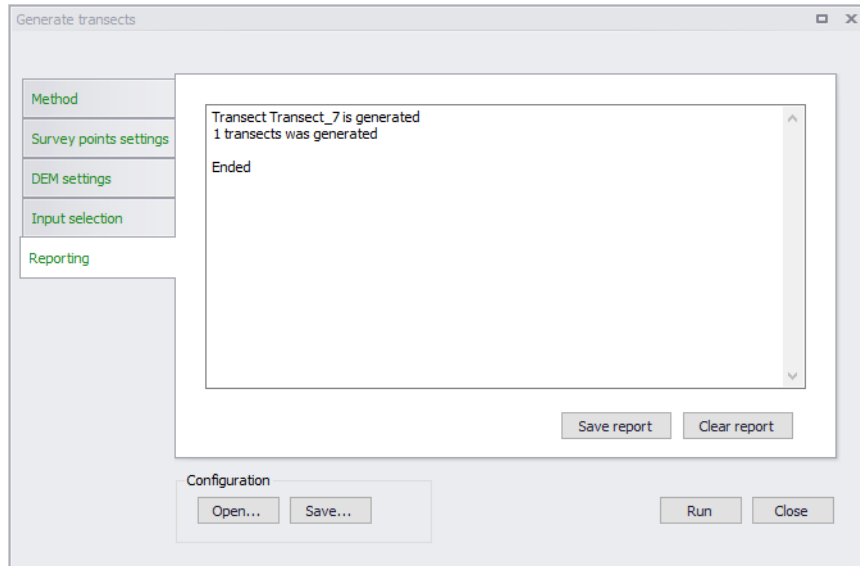 Generate transects
Method
Survey points settings
DEM settings
Input selection
Reporting
Transect Transect_7 is generated
1 transects was generated
Ended
Save report
Clear report
Configuration
Open...
Save...
Run
Close